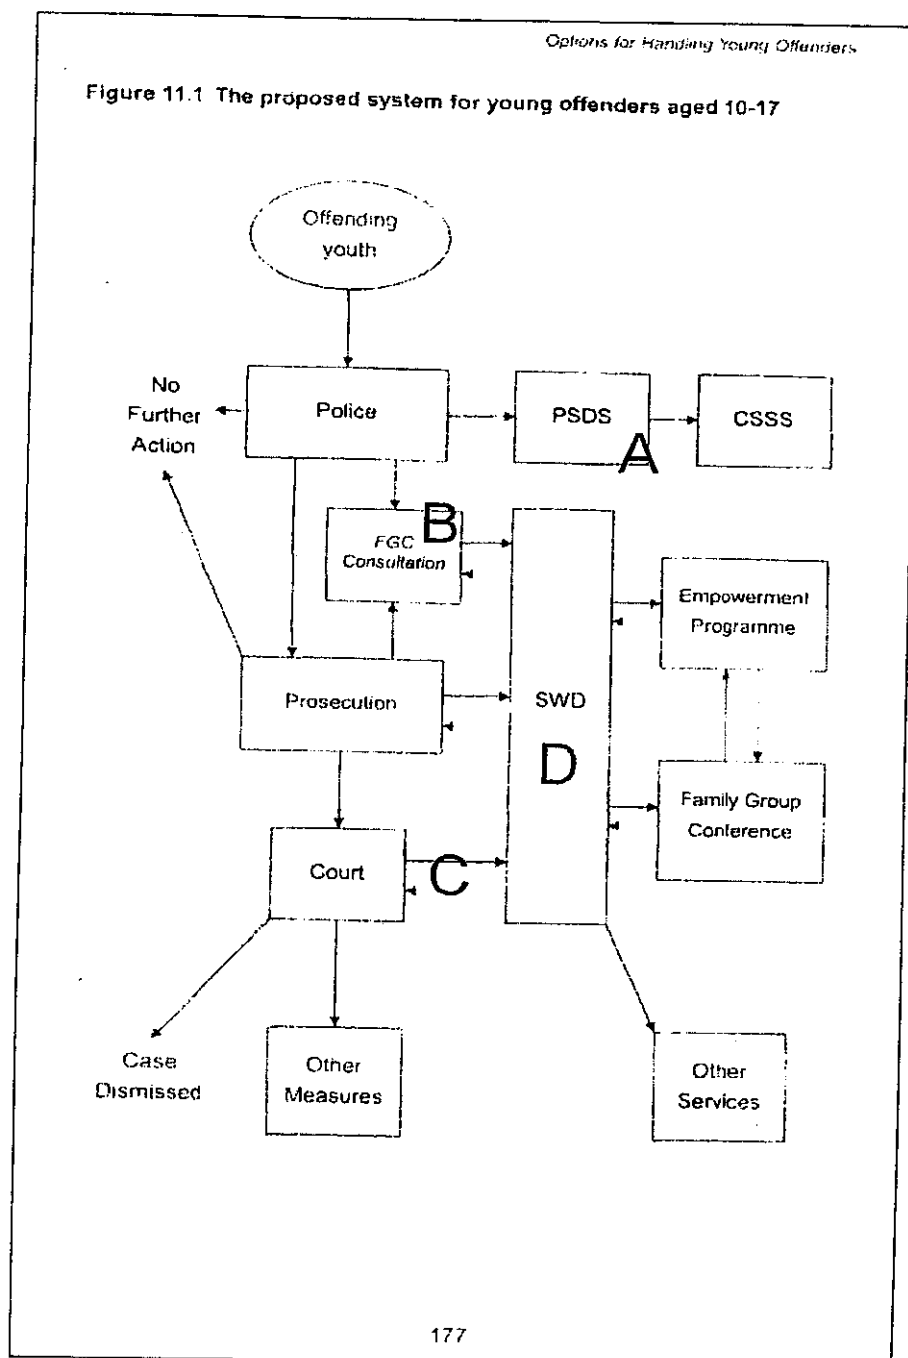 Options for Handling Young Offenders
Figure 11.1 The proposed system for young offenders aged 10-17
Offending
youth
No
Further
Action
Police
PSDS
A
CSSS
B
FGC
Consultation
Empowerment
Programme
Prosecution
SWD
D
Family Group
Conference
Court
C
Case
Dismissed
Other
Measures
Other
Services
177